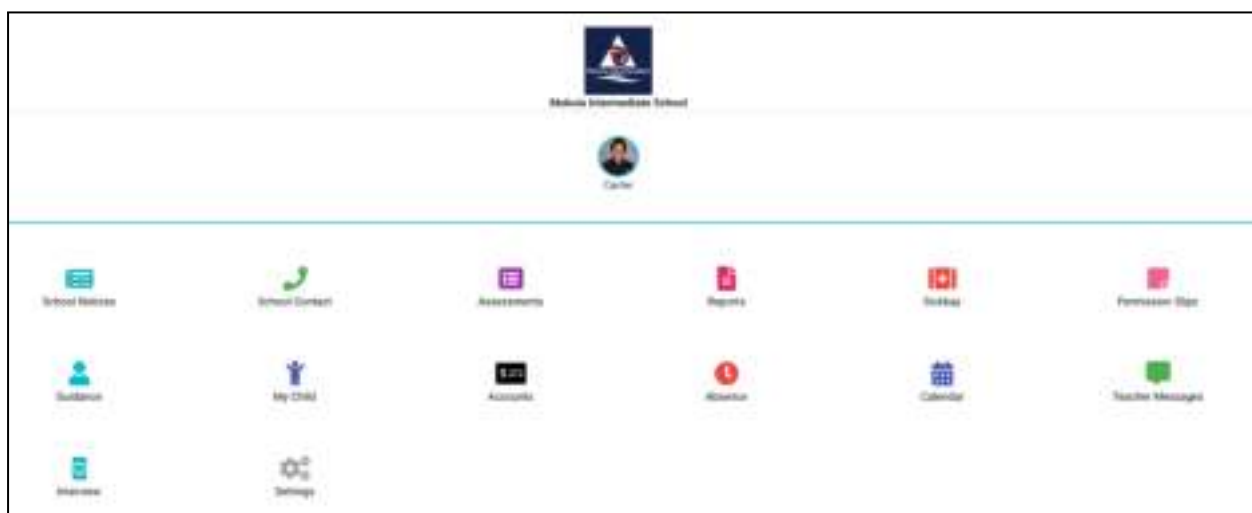 Intermediate School
School Notices
School Contact
Assessments
Reports
Sickbay
Permission Slips
Guidance
My Child
Accounts
Absence
Calendar
Teacher Messages
Interview
Settings